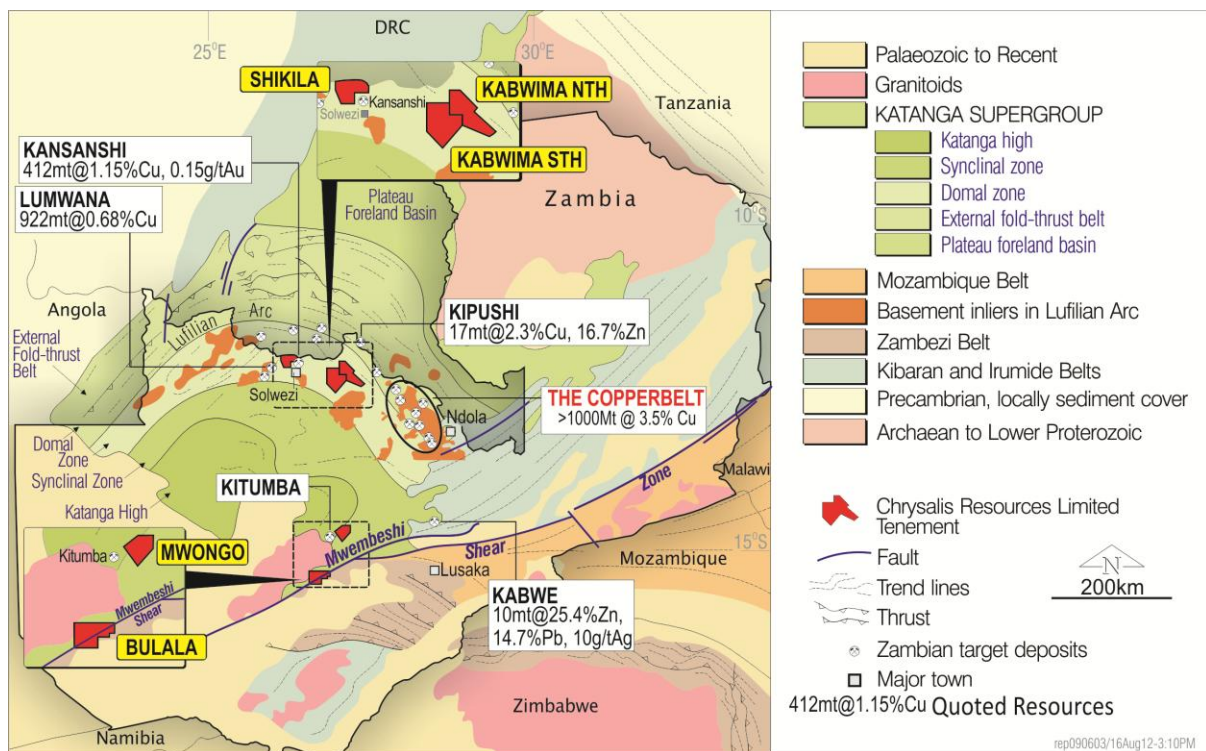 25°E
DRC
30°E
SHIKILA
Kansanshi
Solwezi
KABWIMA NTH
KABWIMA STH
Tanzania
KANSANSHI
412mt@1.15%Cu, 0.15g/tAu
LUMWANA
922mt@0.68%Cu
Plateau
Foreland Basin
Zambia
10°S
Angola
Lufilian
Arc
External
Fold-thrust
Belt
KIPUSHI
17mt@2.3%Cu, 16.7%Zn
Solwezi
THE COPPERBELT
>1000Mt @ 3.5% Cu
Ndola
Domal
Zone
Synclinal Zone
Katanga High
KITUMBA
Malawi
Mwembeshi
Shear
Zone
15°S
Mozambique
Lusaka
Kitumba
MWONGO
Mwembeshi
Shear
BULALA
KABWE
10mt@25.4%Zn,
14.7%Pb, 10g/tAg
Zimbabwe
Namibia
Palaeozoic to Recent
Granitoids
KATANGA SUPERGROUP
Katanga high
Synclinal zone
Domal zone
External fold-thrust belt
Plateau foreland basin
Mozambique Belt
Basement inliers in Lufilian Arc
Zambezi Belt
Kibaran and Irumide Belts
Precambrian, locally sediment cover
Archaean to Lower Proterozoic
Chrysalis Resources Limited
Tenement
Fault
Trend lines
Thrust
Zambian target deposits
Major town
412mt@1.15%Cu Quoted Resources
N
200km
rep090603/16Aug12-3:10PM